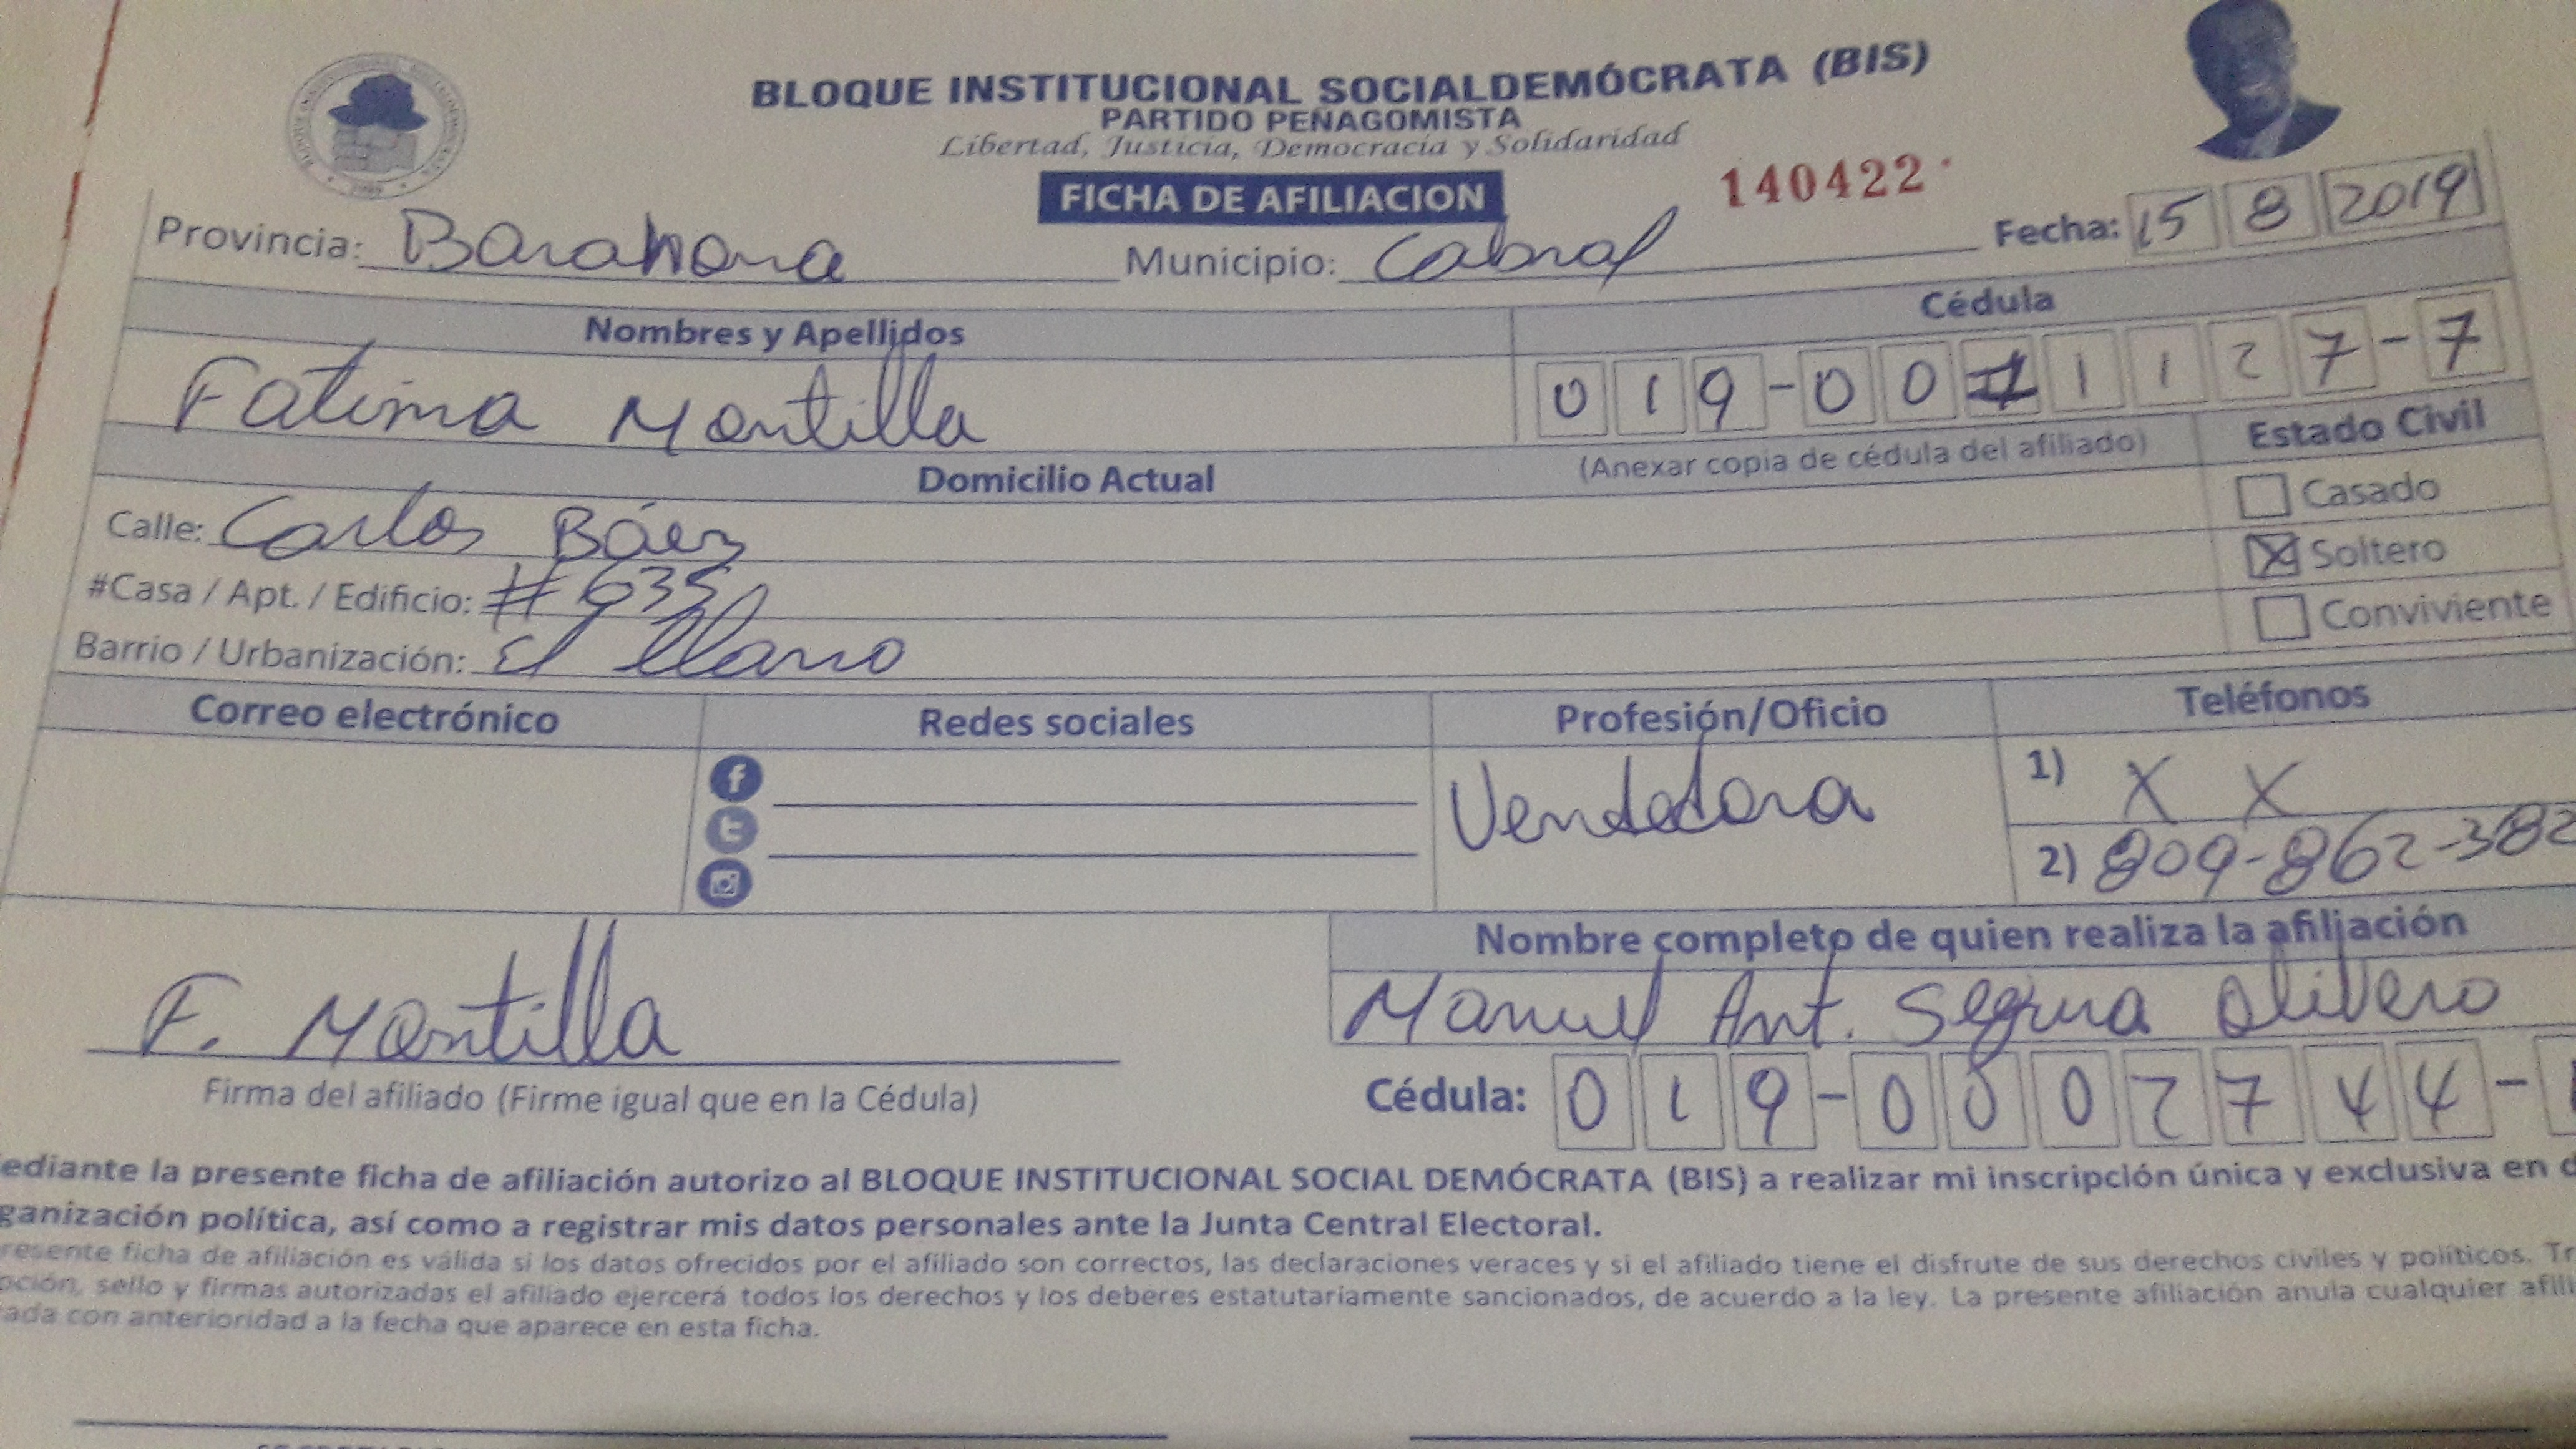 BLOQUE INSTITUCIONAL SOCIALDEMÓCRATA (BIS)
PARTIDO PEÑAGOMISTA
Libertad, Justicia, Democracia y Solidaridad
FICHA DE AFILIACION
140422
Provincia: Barahona Municipio: Cabral Fecha: 15 8 2019
Nombres y Apellidos Cédula
Fatima Montilla 019-00 1127-7
(Anexar copia de cédula del afiliado)
Domicilio Actual Estado Civil
Calle: Carlos Báez
Casado
#Casa / Apt. / Edificio: # 635
X Soltero
Barrio / Urbanización: El llano
Conviviente
Correo electrónico Redes sociales Profesión/Oficio Teléfonos
Vendedora
1) X X
2) 809-862-382
F. Montilla
Firma del afiliado (Firme igual que en la Cédula)
Nombre completo de quien realiza la afiliación
Manuel Ant. Segura Olivero
Cédula: 019-0007744-
ediante la presente ficha de afiliación autorizo al BLOQUE INSTITUCIONAL SOCIAL DEMÓCRATA (BIS) a realizar mi inscripción única y exclusiva en d
ganización política, así como a registrar mis datos personales ante la Junta Central Electoral.
resente ficha de afiliación es válida si los datos ofrecidos por el afiliado son correctos, las declaraciones veraces y si el afiliado tiene el disfrute de sus derechos civiles y políticos. Tr
pción, sello y firmas autorizadas el afiliado ejercerá todos los derechos y los deberes estatutariamente sancionados, de acuerdo a la ley. La presente afiliación anula cualquier afili
ada con anterioridad a la fecha que aparece en esta ficha.